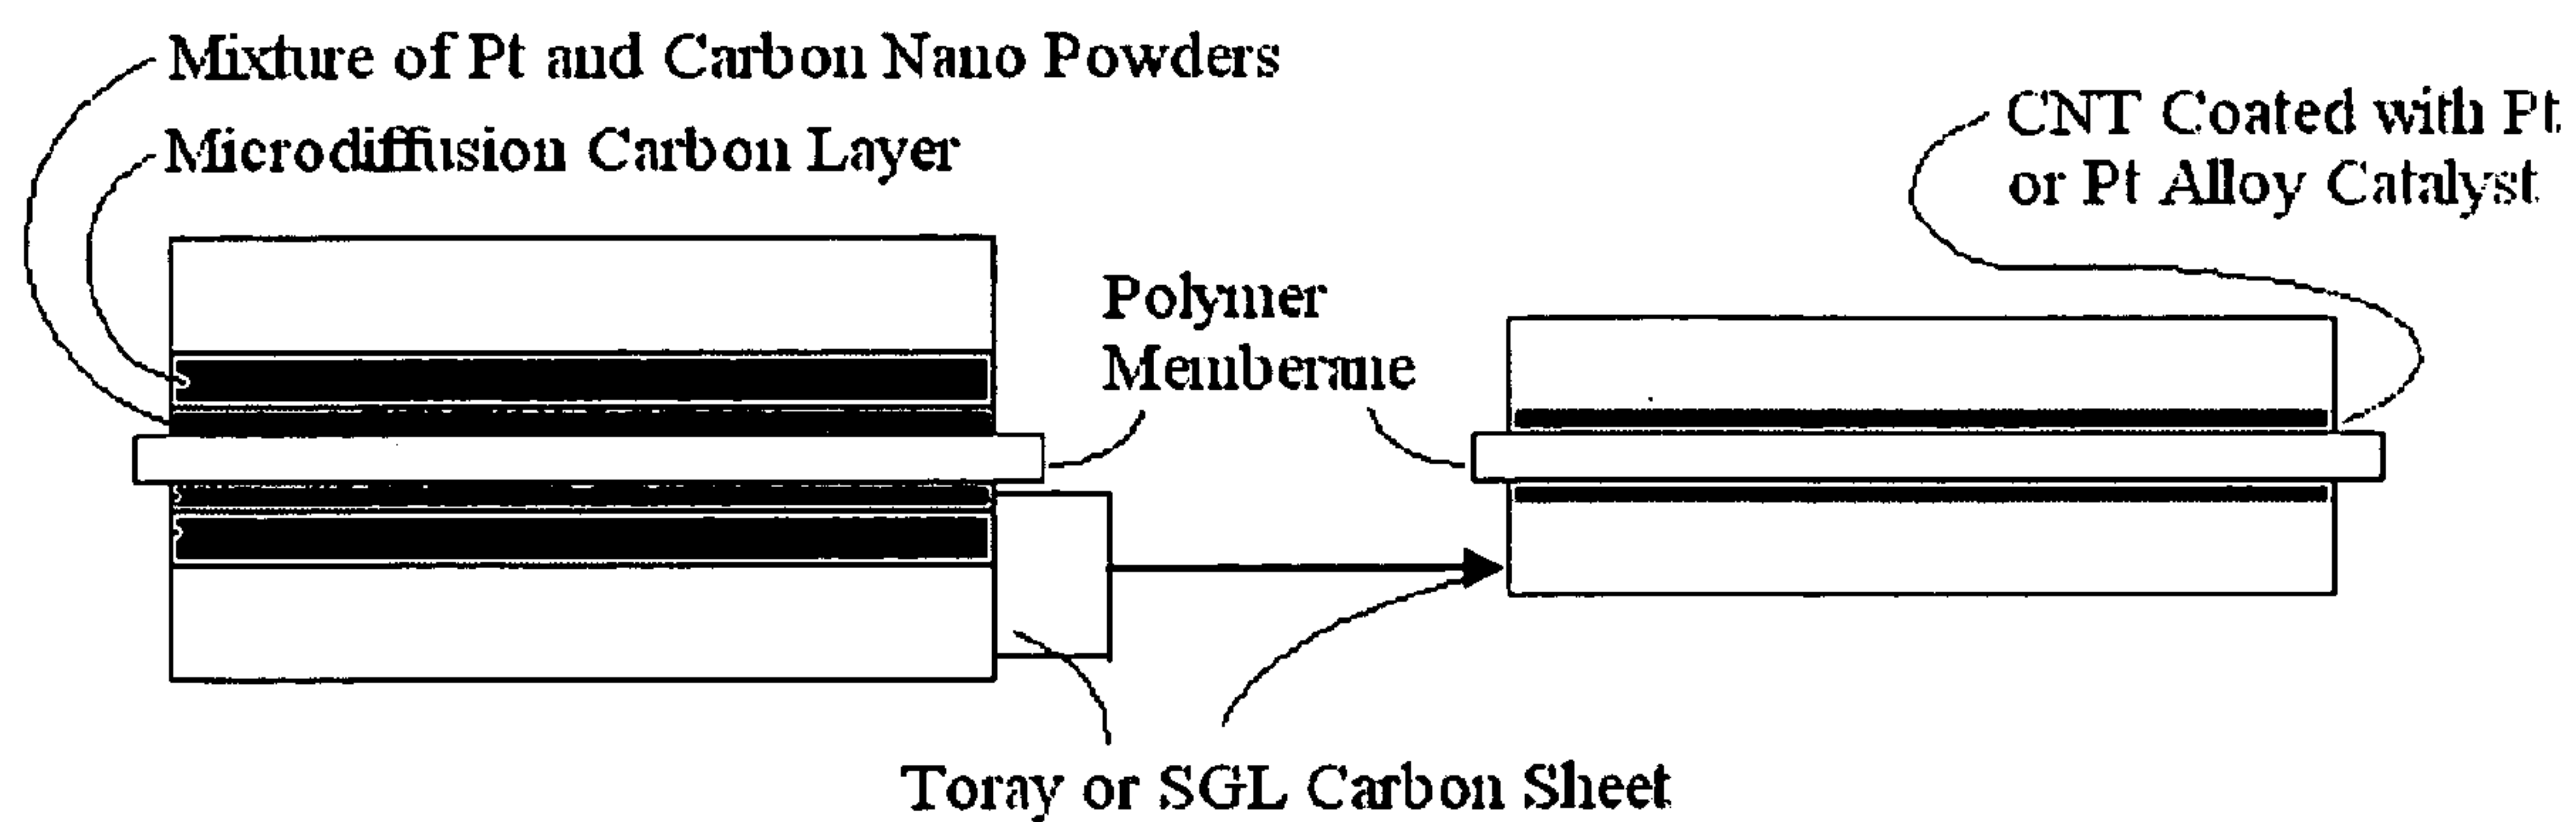 Mixture of Pt and Carbon Nano Powders
Microdiffusion Carbon Layer
CNT Coated with Pt
or Pt Alloy Catalyst
Polymer
Memberane
Toray or SGL Carbon Sheet